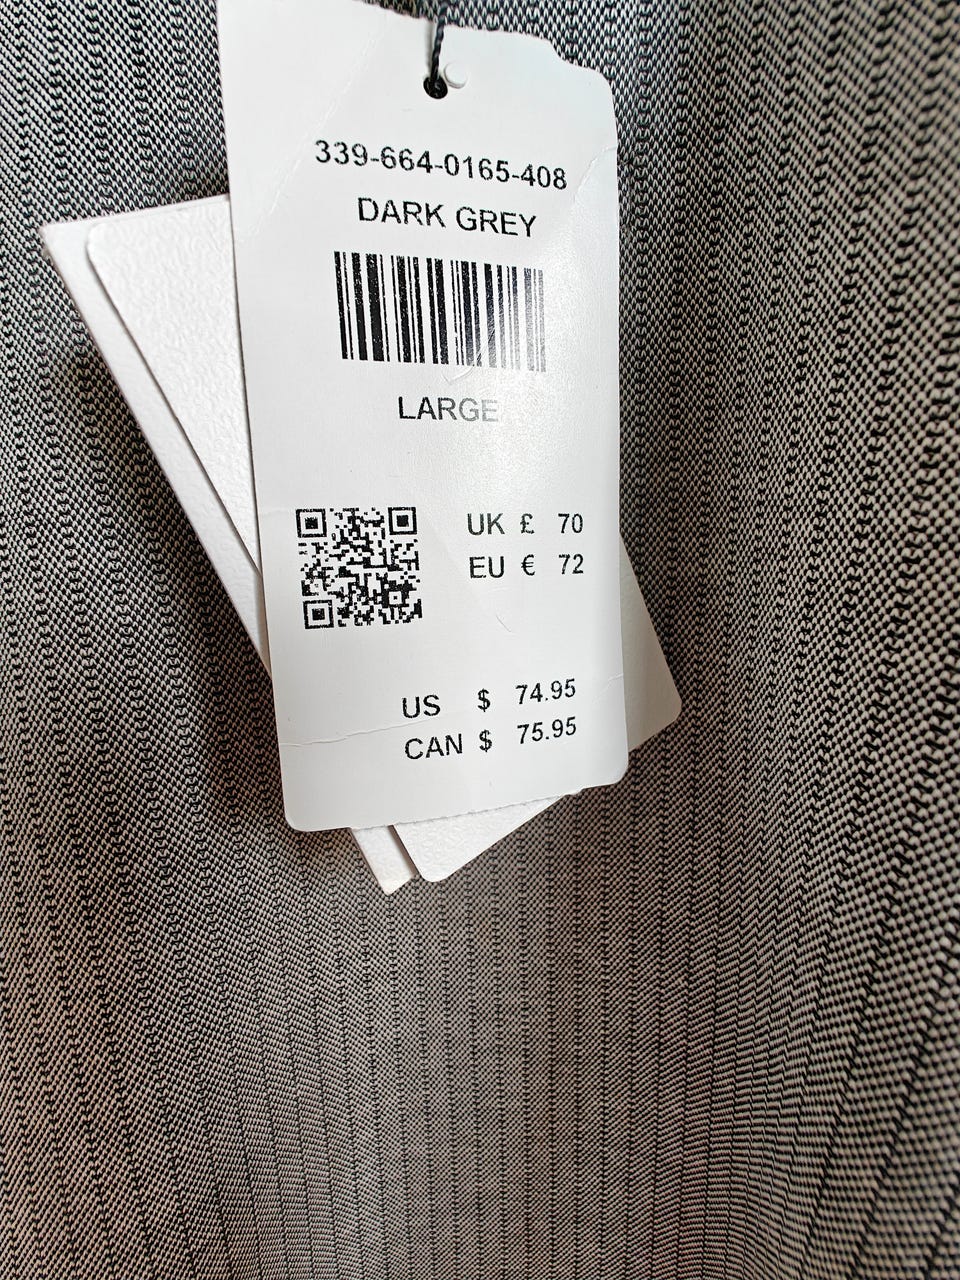 339-664-0165-408
DARK GREY
LARGE
UK £ 70
EU € 72
US $ 74.95
CAN $ 75.95